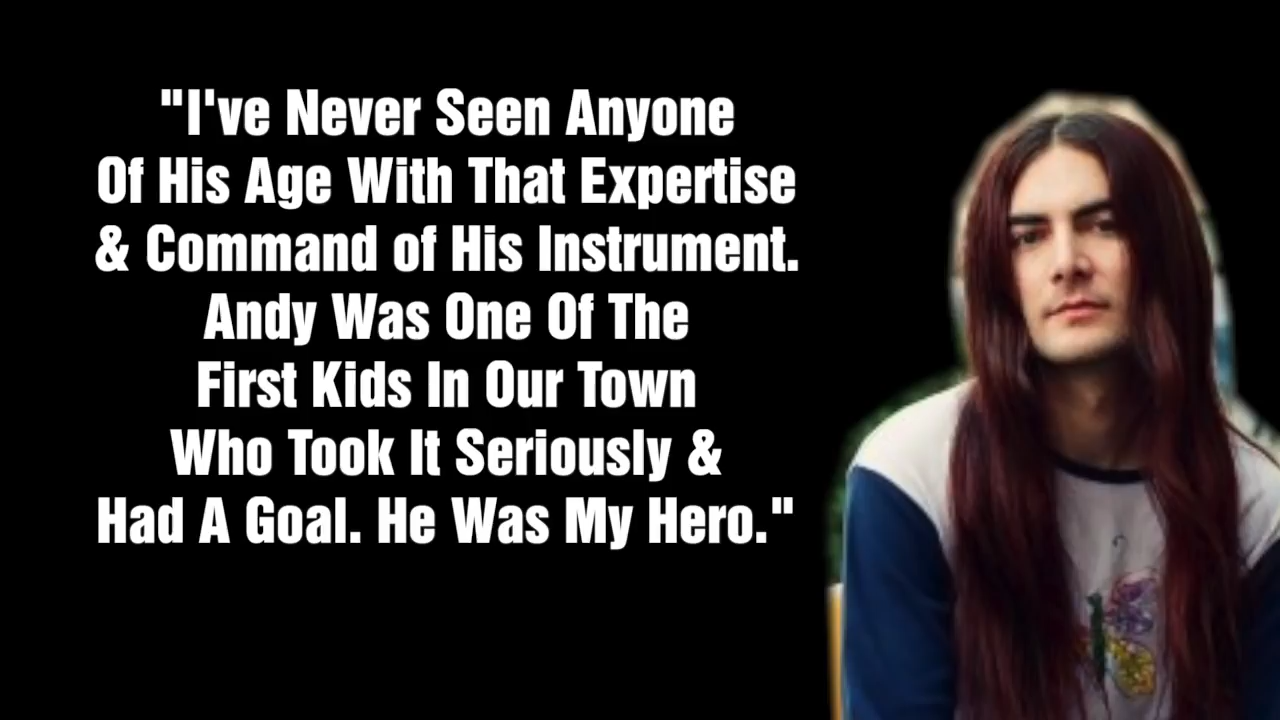 "I've Never Seen Anyone
Of His Age With That Expertise
& Command of His Instrument.
Andy Was One Of The
First Kids In Our Town
Who Took It Seriously &
Had A Goal. He Was My Hero."